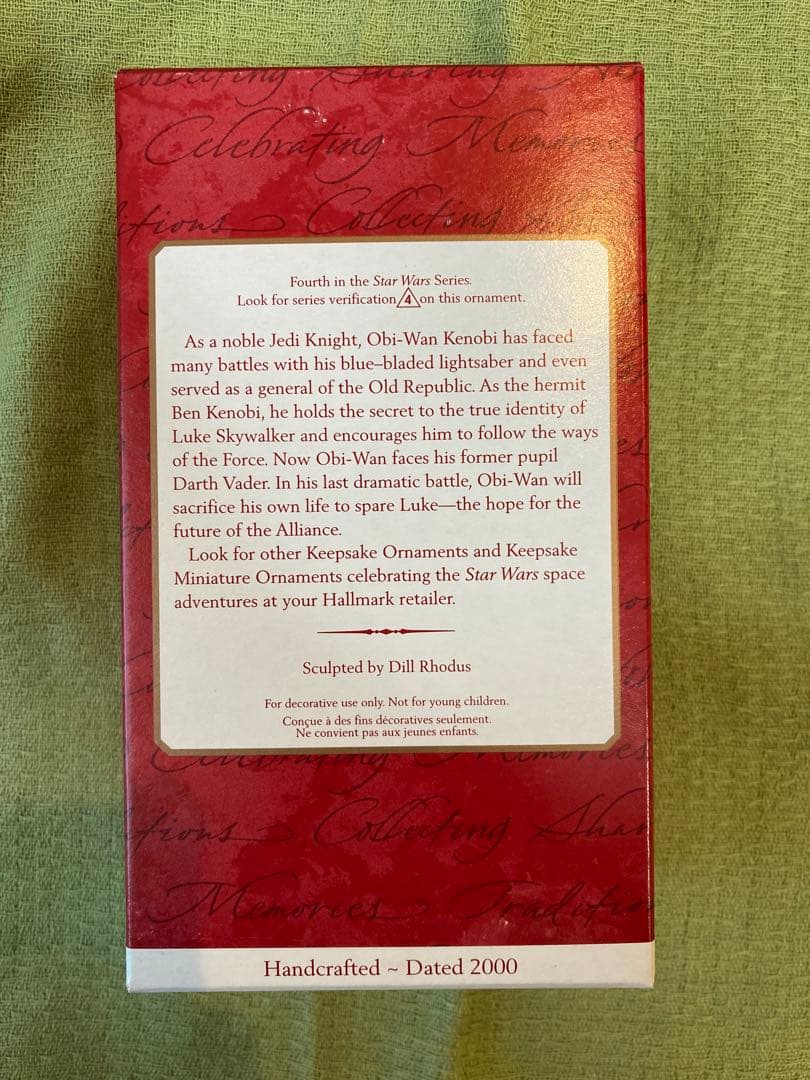 Celebrating Memories
Collecting
Fourth in the Star Wars Series.
Look for series verification 4 on this ornament.
As a noble Jedi Knight, Obi-Wan Kenobi has faced
many battles with his blue–bladed lightsaber and even
served as a general of the Old Republic. As the hermit
Ben Kenobi, he holds the secret to the true identity of
Luke Skywalker and encourages him to follow the ways
of the Force. Now Obi-Wan faces his former pupil
Darth Vader. In his last dramatic battle, Obi-Wan will
sacrifice his own life to spare Luke—the hope for the
future of the Alliance.
Look for other Keepsake Ornaments and Keepsake
Miniature Ornaments celebrating the Star Wars space
adventures at your Hallmark retailer.
Sculpted by Dill Rhodus
For decorative use only. Not for young children.
Conçue à des fins décoratives seulement.
Ne convient pas aux jeunes enfants.
Collecting
Memories
Handcrafted ~ Dated 2000